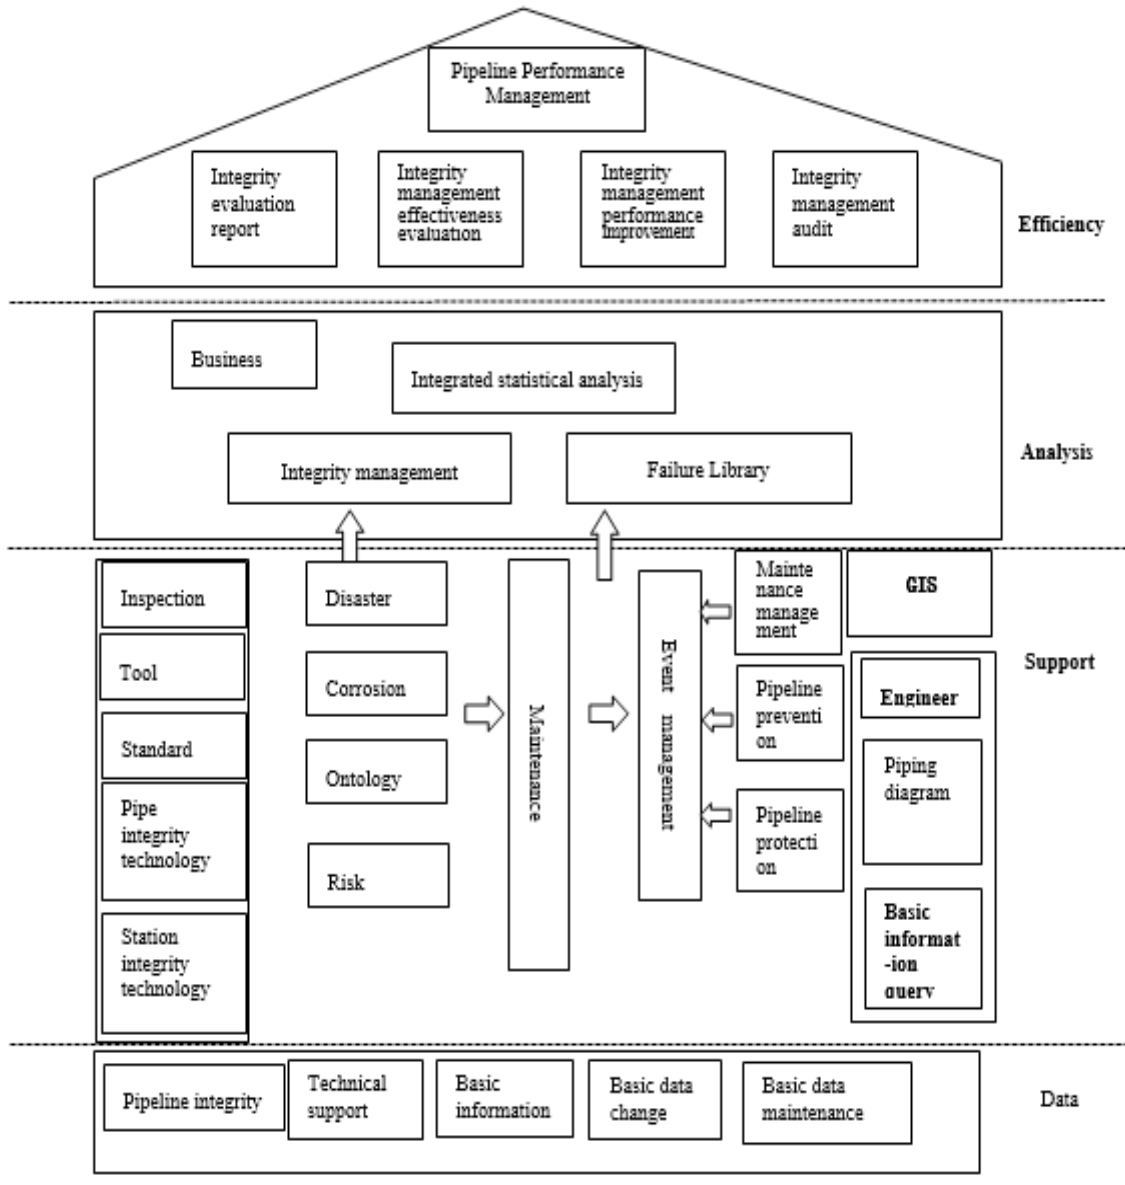 Pipeline Performance
Management
Integrity
evaluation
report
Integrity
management
effectiveness
evaluation
Integrity
management
performance
improvement
Integrity
management
audit
Efficiency
Business
Integrated statistical analysis
Integrity management
Failure Library
Analysis
Inspection
Tool
Standard
Pipe
integrity
technology
Station
integrity
technology
Disaster
Corrosion
Ontology
Risk
Maintenance
Event management
Mainte
nance
manage
ment
Pipeline
preventi
on
Pipeline
protecti
on
GIS
Engineer
Piping
diagram
Basic
informat
-ion
query
Support
Pipeline integrity
Technical
support
Basic
information
Basic data
change
Basic data
maintenance
Data